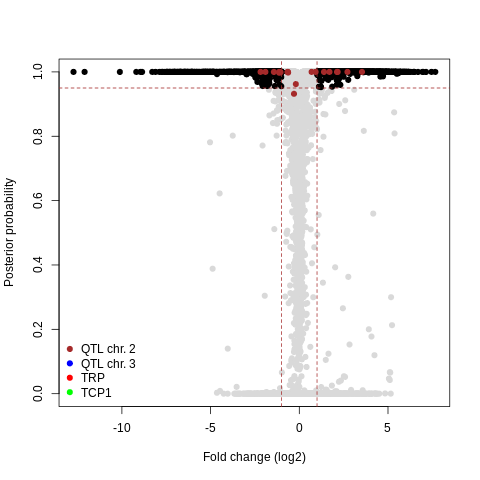 1.0
0.8
0.6
0.4
0.2
0.0
Posterior probability
QTL chr. 2
QTL chr. 3
TRP
TCP1
-10
-5
0
5
Fold change (log2)